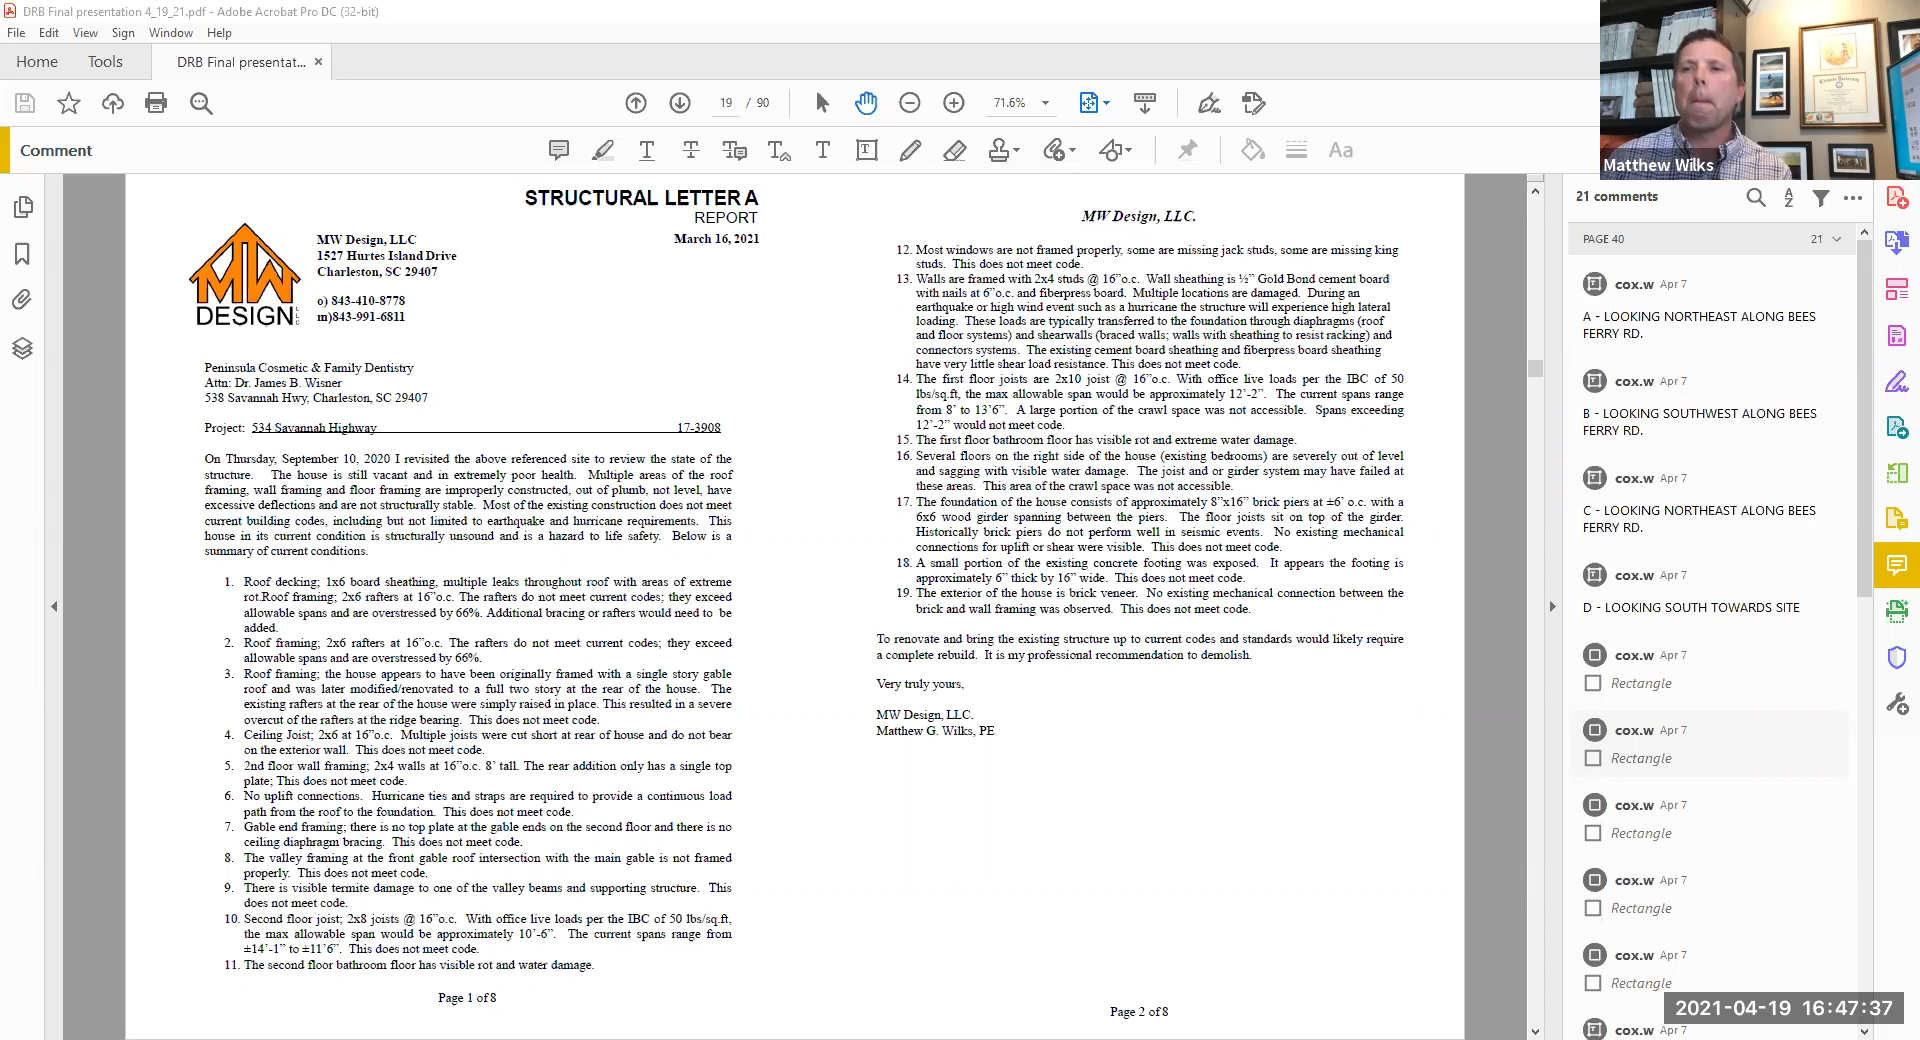 DRB Final presentation 4_19_21.pdf - Adobe Acrobat Pro DC (32-bit)
File Edit View Sign Window Help
Home Tools DRB Final presentat... ×
19 / 90 71.6%
Comment
Aa
Matthew Wilks
STRUCTURAL LETTER A
REPORT
March 16, 2021
MW DESIGN LLC
MW Design, LLC
1527 Hurtes Island Drive
Charleston, SC 29407
o) 843-410-8778
m)843-991-6811
Peninsula Cosmetic & Family Dentistry
Attn: Dr. James B. Wisner
538 Savannah Hwy, Charleston, SC 29407
Project: 534 Savannah Highway 17-3908
On Thursday, September 10, 2020 I revisited the above referenced site to review the state of the
structure. The house is still vacant and in extremely poor health. Multiple areas of the roof
framing, wall framing and floor framing are improperly constructed, out of plumb, not level, have
excessive deflections and are not structurally stable. Most of the existing construction does not meet
current building codes, including but not limited to earthquake and hurricane requirements. This
house in its current condition is structurally unsound and is a hazard to life safety. Below is a
summary of current conditions.
1. Roof decking; 1x6 board sheathing, multiple leaks throughout roof with areas of extreme
rot.Roof framing; 2x6 rafters at 16”o.c. The rafters do not meet current codes; they exceed
allowable spans and are overstressed by 66%. Additional bracing or rafters would need to be
added.
2. Roof framing; 2x6 rafters at 16”o.c. The rafters do not meet current codes; they exceed
allowable spans and are overstressed by 66%.
3. Roof framing; the house appears to have been originally framed with a single story gable
roof and was later modified/renovated to a full two story at the rear of the house. The
existing rafters at the rear of the house were simply raised in place. This resulted in a severe
overcut of the rafters at the ridge bearing. This does not meet code.
4. Ceiling Joist; 2x6 at 16”o.c. Multiple joists were cut short at rear of house and do not bear
on the exterior wall. This does not meet code.
5. 2nd floor wall framing; 2x4 walls at 16”o.c. 8’ tall. The rear addition only has a single top
plate; This does not meet code.
6. No uplift connections. Hurricane ties and straps are required to provide a continuous load
path from the roof to the foundation. This does not meet code.
7. Gable end framing; there is no top plate at the gable ends on the second floor and there is no
ceiling diaphragm bracing. This does not meet code.
8. The valley framing at the front gable roof intersection with the main gable is not framed
properly. This does not meet code.
9. There is visible termite damage to one of the valley beams and supporting structure. This
does not meet code.
10. Second floor joist; 2x8 joists @ 16”o.c. With office live loads per the IBC of 50 lbs/sq.ft,
the max allowable span would be approximately 10’-6”. The current spans range from
±14’-1” to ±11’6”. This does not meet code.
11. The second floor bathroom floor has visible rot and water damage.
Page 1 of 8
MW Design, LLC.
12. Most windows are not framed properly, some are missing jack studs, some are missing king
studs. This does not meet code.
13. Walls are framed with 2x4 studs @ 16”o.c. Wall sheathing is ½” Gold Bond cement board
with nails at 6”o.c. and fiberpress board. Multiple locations are damaged. During an
earthquake or high wind event such as a hurricane the structure will experience high lateral
loading. These loads are typically transferred to the foundation through diaphragms (roof
and floor systems) and shearwalls (braced walls; walls with sheathing to resist racking) and
connectors systems. The existing cement board sheathing and fiberpress board sheathing
have very little shear load resistance. This does not meet code.
14. The first floor joists are 2x10 joist @ 16”o.c. With office live loads per the IBC of 50
lbs/sq.ft, the max allowable span would be approximately 12’-2”. The current spans range
from 8’ to 13’6”. A large portion of the crawl space was not accessible. Spans exceeding
12’-2” would not meet code.
15. The first floor bathroom floor has visible rot and extreme water damage.
16. Several floors on the right side of the house (existing bedrooms) are severely out of level
and sagging with visible water damage. The joist and or girder system may have failed at
these areas. This area of the crawl space was not accessible.
17. The foundation of the house consists of approximately 8”x16” brick piers at ±6’ o.c. with a
6x6 wood girder spanning between the piers. The floor joists sit on top of the girder.
Historically brick piers do not perform well in seismic events. No existing mechanical
connections for uplift or shear were visible. This does not meet code.
18. A small portion of the existing concrete footing was exposed. It appears the footing is
approximately 6” thick by 16” wide. This does not meet code.
19. The exterior of the house is brick veneer. No existing mechanical connection between the
brick and wall framing was observed. This does not meet code.
To renovate and bring the existing structure up to current codes and standards would likely require
a complete rebuild. It is my professional recommendation to demolish.
Very truly yours,
MW Design, LLC.
Matthew G. Wilks, PE
Page 2 of 8
21 comments
PAGE 40 21
cox.w Apr 7
A - LOOKING NORTHEAST ALONG BEES
FERRY RD.
cox.w Apr 7
B - LOOKING SOUTHWEST ALONG BEES
FERRY RD.
cox.w Apr 7
C - LOOKING NORTHEAST ALONG BEES
FERRY RD.
cox.w Apr 7
D - LOOKING SOUTH TOWARDS SITE
cox.w Apr 7
Rectangle
cox.w Apr 7
Rectangle
cox.w Apr 7
Rectangle
cox.w Apr 7
Rectangle
cox.w Apr 7
Rectangle
cox.w Apr 7
2021-04-19 16:47:37